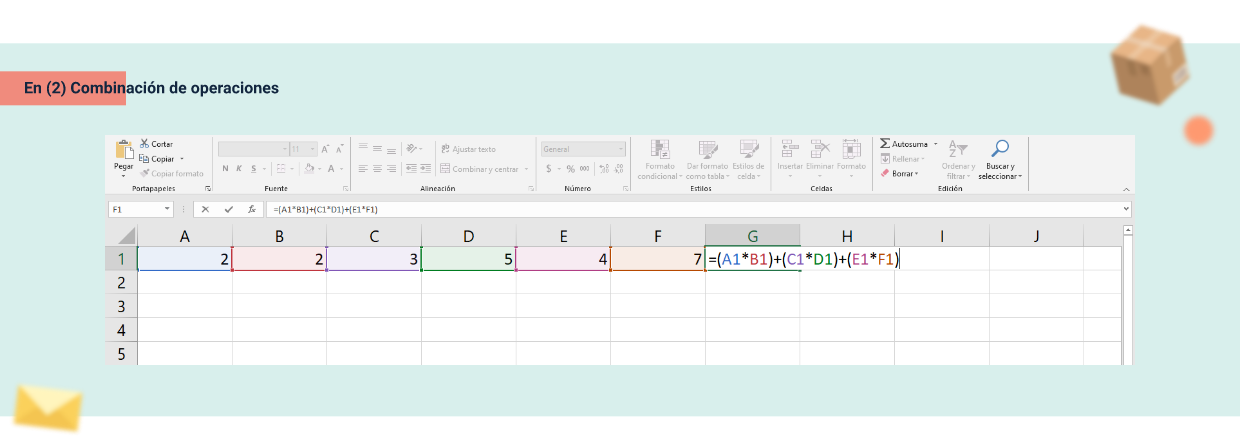 En (2) Combinación de operaciones
Pegar
Cortar
Copiar
Copiar formato
Portapapeles
11 A A
N K S A
Fuente
Ajustar texto
Combinar y centrar
Alineación
General
$ % 000
Número
Formato condicional
Dar formato como tabla
Estilos de celda
Estilos
Insertar Eliminar Formato
Celdas
Σ Autosuma
Rellenar
Borrar
Ordenar y filtrar
Buscar y seleccionar
Edición
F1 fx =(A1*B1)+(C1*D1)+(E1*F1)
A B C D E F G H I J
1 2 2 3 5 4 7 =(A1*B1)+(C1*D1)+(E1*F1)
2
3
4
5